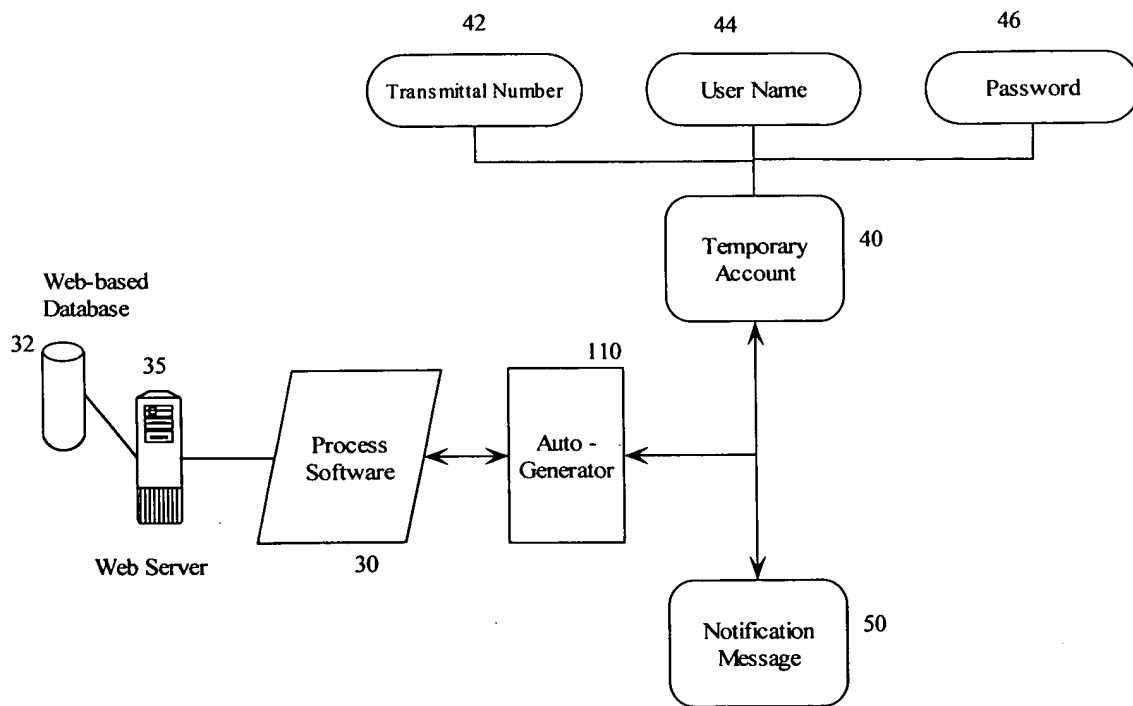 42
44
46
Transmittal Number
User Name
Password
Temporary
Account
40
Web-based
Database
32
35
110
Process
Software
Auto -
Generator
30
Web Server
Notification
Message
50